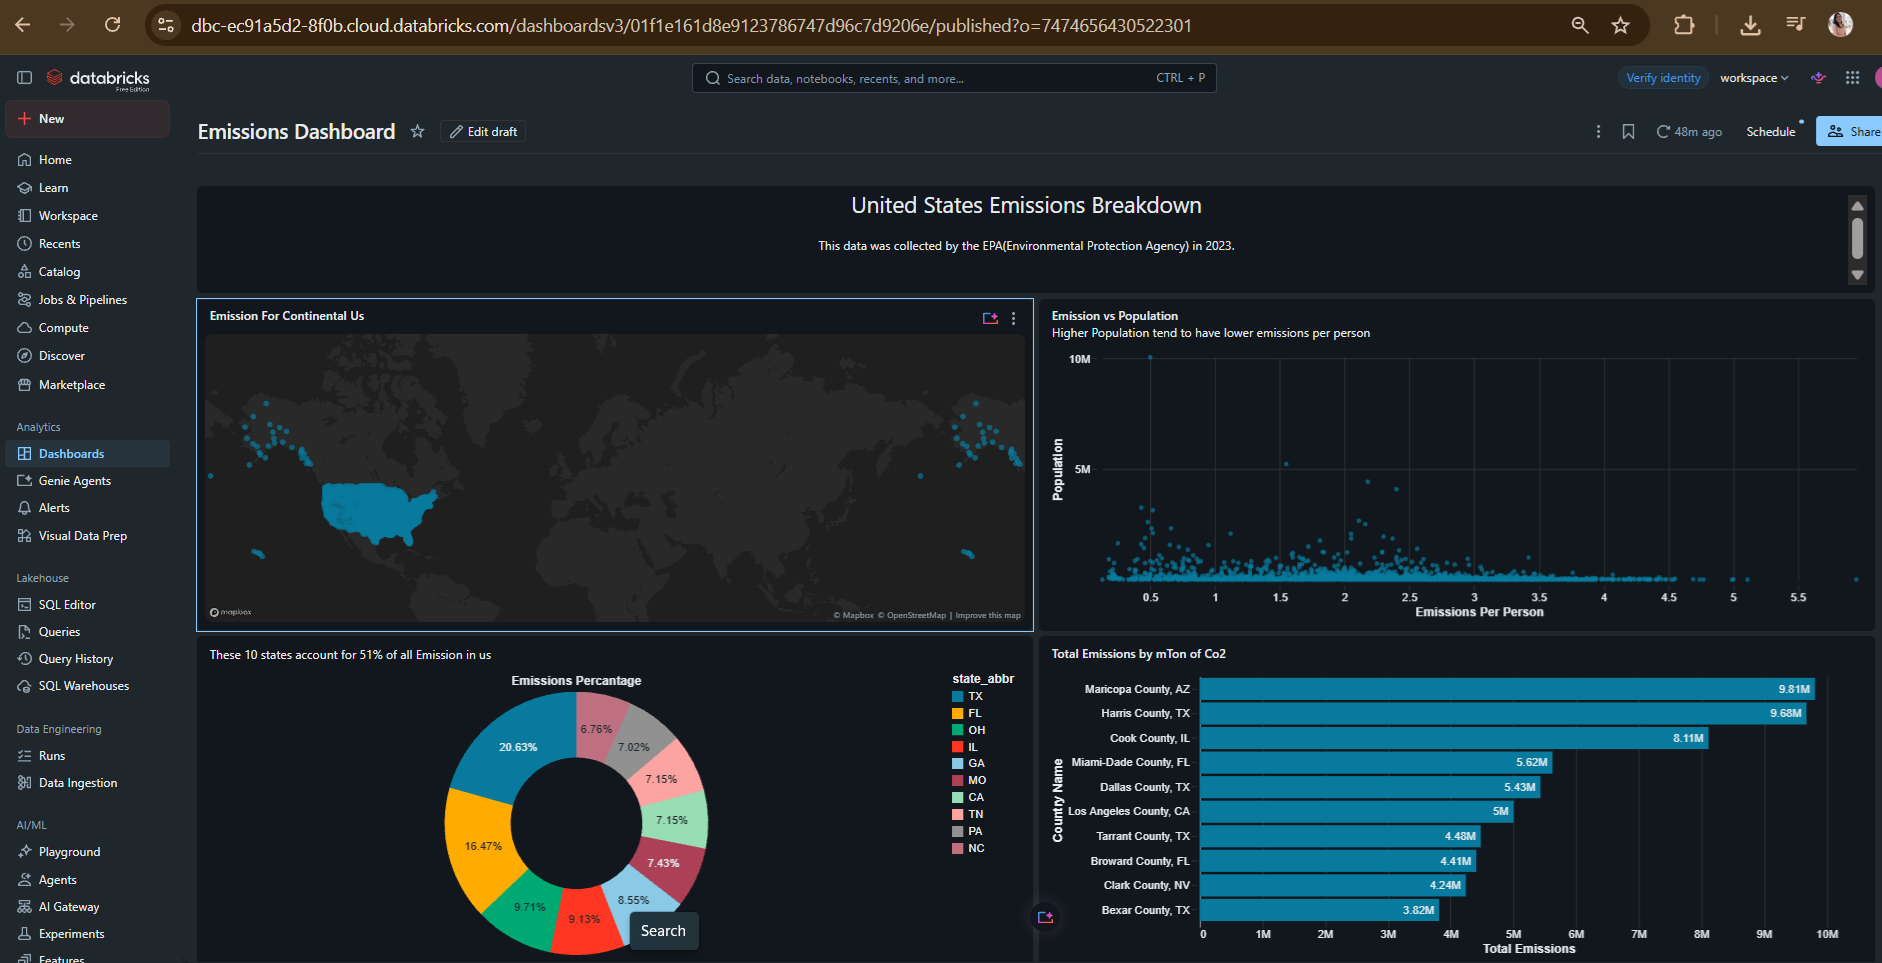 dbc-ec91a5d2-8f0b.cloud.databricks.com/dashboardsv3/01f1e161d8e9123786747d96c7d9206e/published?o=7474656430522301
databricks
Free Edition
Search data, notebooks, recents, and more...
CTRL + P
Verify identity
workspace
New
Home
Learn
Workspace
Recents
Catalog
Jobs & Pipelines
Compute
Discover
Marketplace
Analytics
Dashboards
Genie Agents
Alerts
Visual Data Prep
Lakehouse
SQL Editor
Queries
Query History
SQL Warehouses
Data Engineering
Runs
Data Ingestion
AI/ML
Playground
Agents
AI Gateway
Experiments
Features
Emissions Dashboard
Edit draft
48m ago
Schedule
Share
United States Emissions Breakdown
This data was collected by the EPA(Environmental Protection Agency) in 2023.
Emission For Continental Us
mapbox
© Mapbox © OpenStreetMap | Improve this map
Emission vs Population
Higher Population tend to have lower emissions per person
Population
10M
5M
0.5 1 1.5 2 2.5 3 3.5 4 4.5 5 5.5
Emissions Per Person
These 10 states account for 51% of all Emission in us
Emissions Percantage
20.63%
16.47%
9.71%
9.13%
8.55%
7.43%
7.15%
7.15%
7.02%
6.76%
state_abbr
TX
FL
OH
IL
GA
MO
CA
TN
PA
NC
Search
Total Emissions by mTon of Co2
Country Name
Maricopa County, AZ 9.81M
Harris County, TX 9.68M
Cook County, IL 8.11M
Miami-Dade County, FL 5.62M
Dallas County, TX 5.43M
Los Angeles County, CA 5M
Tarrant County, TX 4.48M
Broward County, FL 4.41M
Clark County, NV 4.24M
Bexar County, TX 3.82M
0 1M 2M 3M 4M 5M 6M 7M 8M 9M 10M
Total Emissions